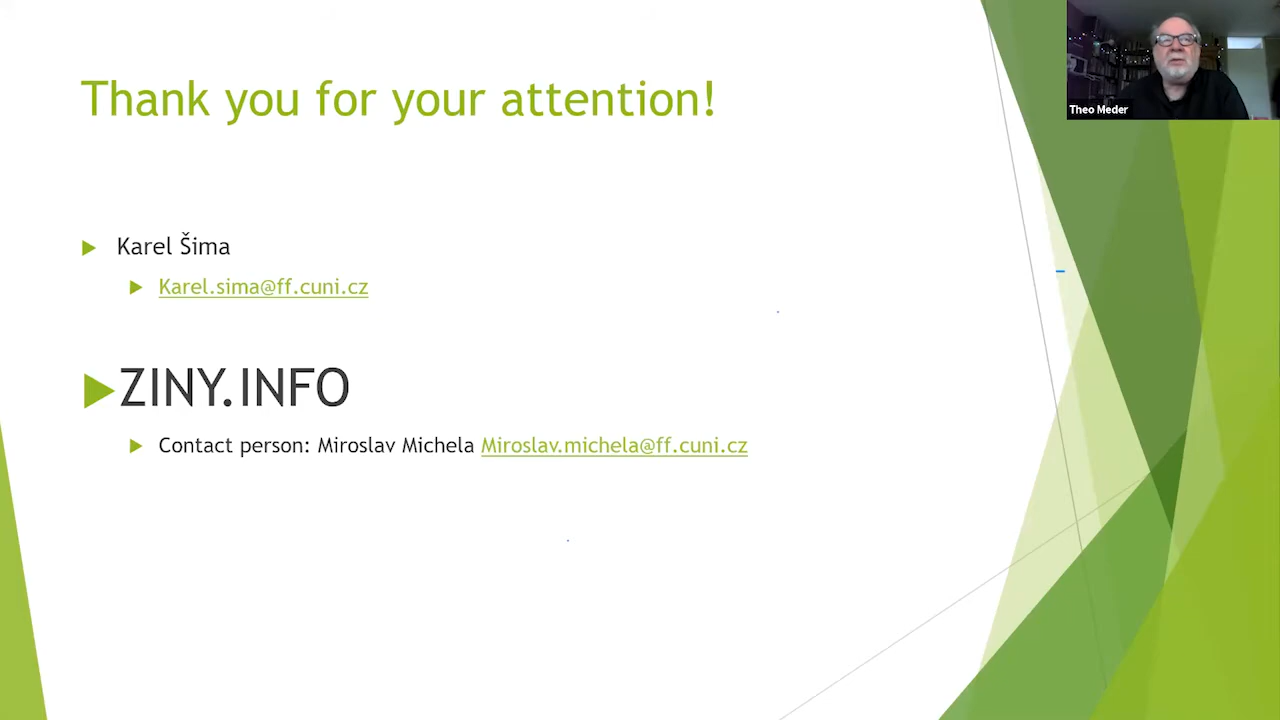 Thank you for your attention!
Theo Meder
Karel Šima
Karel.sima@ff.cuni.cz
ZINY.INFO
Contact person: Miroslav Michela Miroslav.michela@ff.cuni.cz